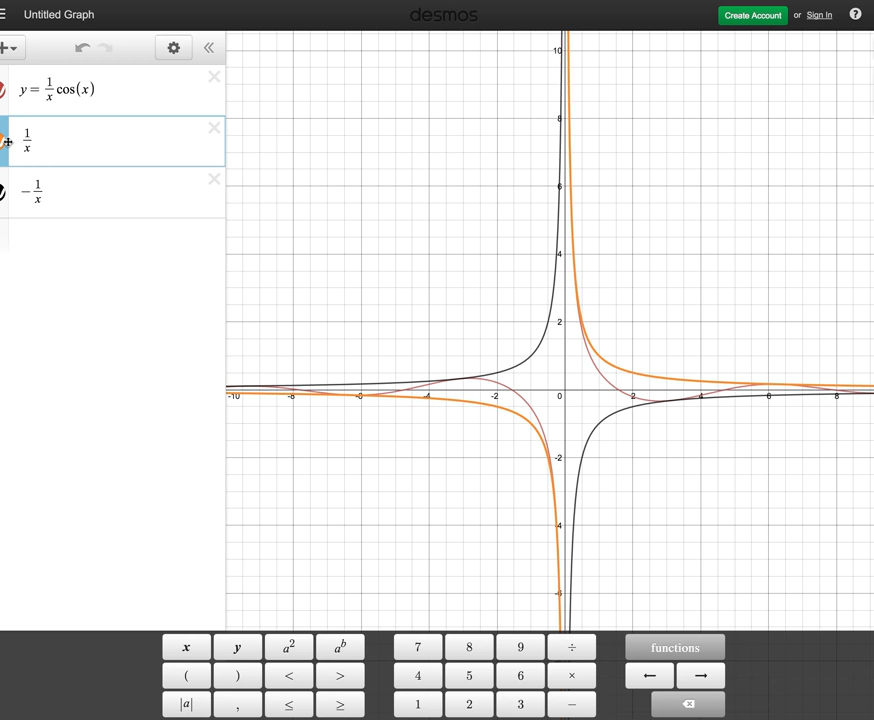 Untitled Graph
desmos
Create Account or Sign In ?
y = 1/x cos(x)
1/x
−1/x
10
8
6
4
2
-10 -8 -6 -4 -2 0 2 4 6 8
-2
-4
-6
x y a² aᵇ 7 8 9 ÷ functions
( ) < > 4 5 6 × ← →
|a| , ≤ ≥ 1 2 3 −